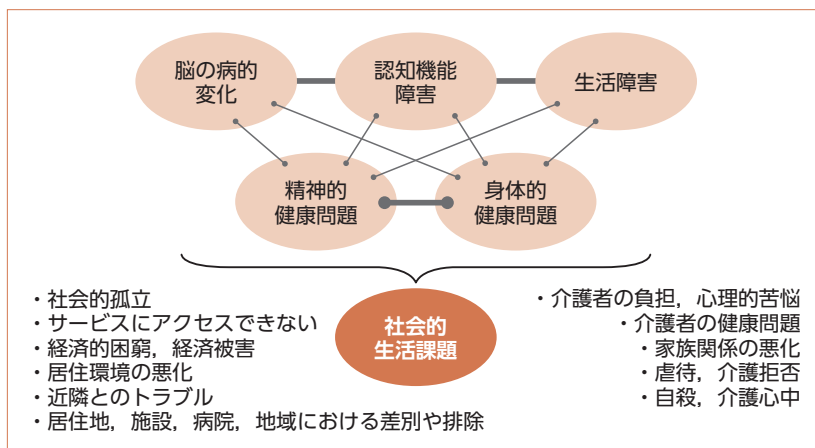 脳の病的
変化
認知機能
障害
生活障害
精神的
健康問題
身体的
健康問題
社会的
生活課題
・社会的孤立
・サービスにアクセスできない
・経済的困窮，経済被害
・居住環境の悪化
・近隣とのトラブル
・居住地，施設，病院，地域における差別や排除
・介護者の負担，心理的苦悩
・介護者の健康問題
・家族関係の悪化
・虐待，介護拒否
・自殺，介護心中